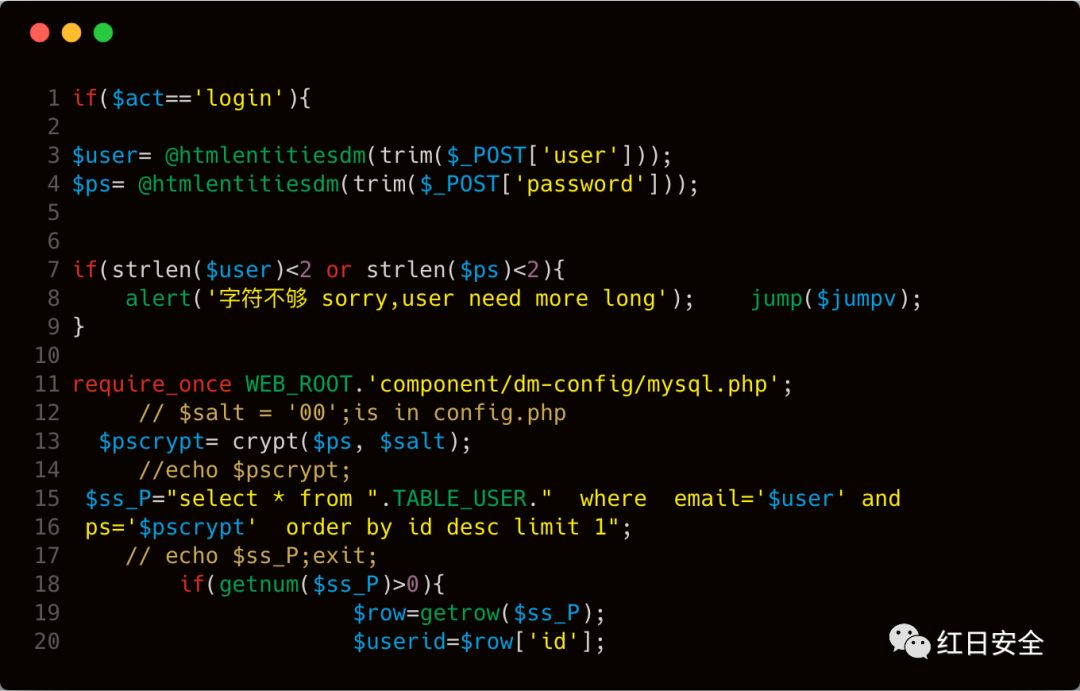 1 if($act=='login'){
2
3 $user= @htmlentitiesdm(trim($_POST['user']));
4 $ps= @htmlentitiesdm(trim($_POST['password']));
5
6
7 if(strlen($user)<2 or strlen($ps)<2){
8     alert('字符不够 sorry,user need more long');    jump($jumpv);
9 }
10
11 require_once WEB_ROOT.'component/dm-config/mysql.php';
12      // $salt = '00';is in config.php
13   $pscrypt= crypt($ps, $salt);
14      //echo $pscrypt;
15  $ss_P="select * from ".TABLE_USER."  where  email='$user' and
16  ps='$pscrypt'  order by id desc limit 1";
17     // echo $ss_P;exit;
18         if(getnum($ss_P)>0){
19                      $row=getrow($ss_P);
20                      $userid=$row['id'];
红日安全